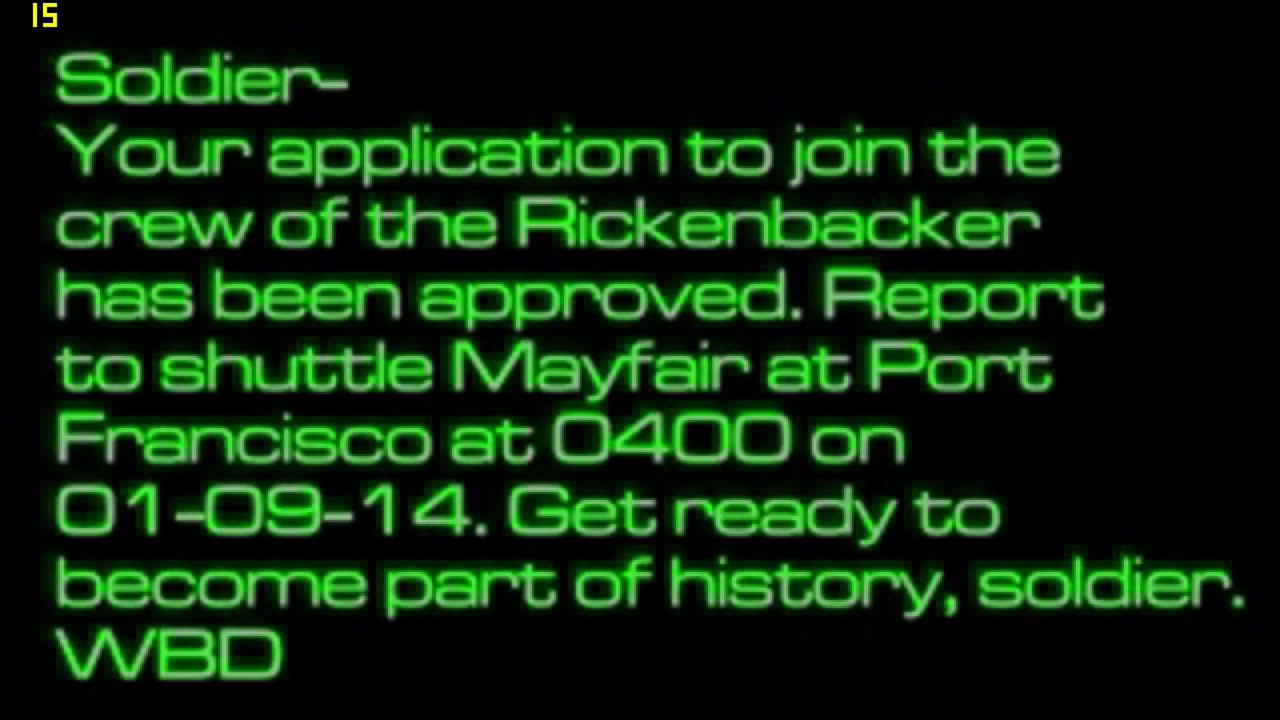 15
Soldier-
Your application to join the
crew of the Rickenbacker
has been approved. Report
to shuttle Mayfair at Port
Francisco at 0400 on
01-09-14. Get ready to
become part of history, soldier.
WBD